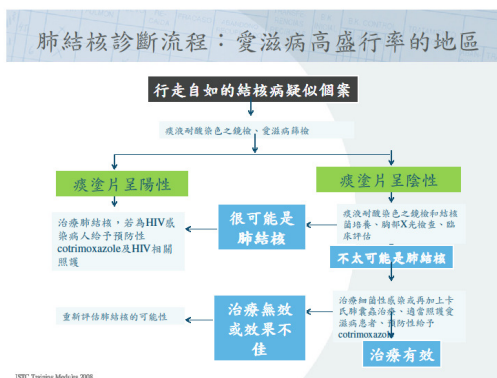 肺結核診斷流程：愛滋病高盛行率的地區
行走自如的結核病疑似個案
痰液耐酸染色之鏡檢、愛滋病篩檢
痰塗片呈陽性
痰塗片呈陰性
治療肺結核，若為HIV感
染病人給予預防性
cotrimoxazole及HIV相關
照護
很可能是
肺結核
痰液耐酸染色之鏡檢和結核
菌培養、胸部X光檢查、臨
床評估
不太可能是肺結核
重新評估肺結核的可能性
治療無效
或效果不
佳
治療細菌性感染或再加上卡
氏肺囊蟲治療、適當照護愛
滋病患者、預防性給予
cotrimoxazole
治療有效
ISTC Training Modules 2008